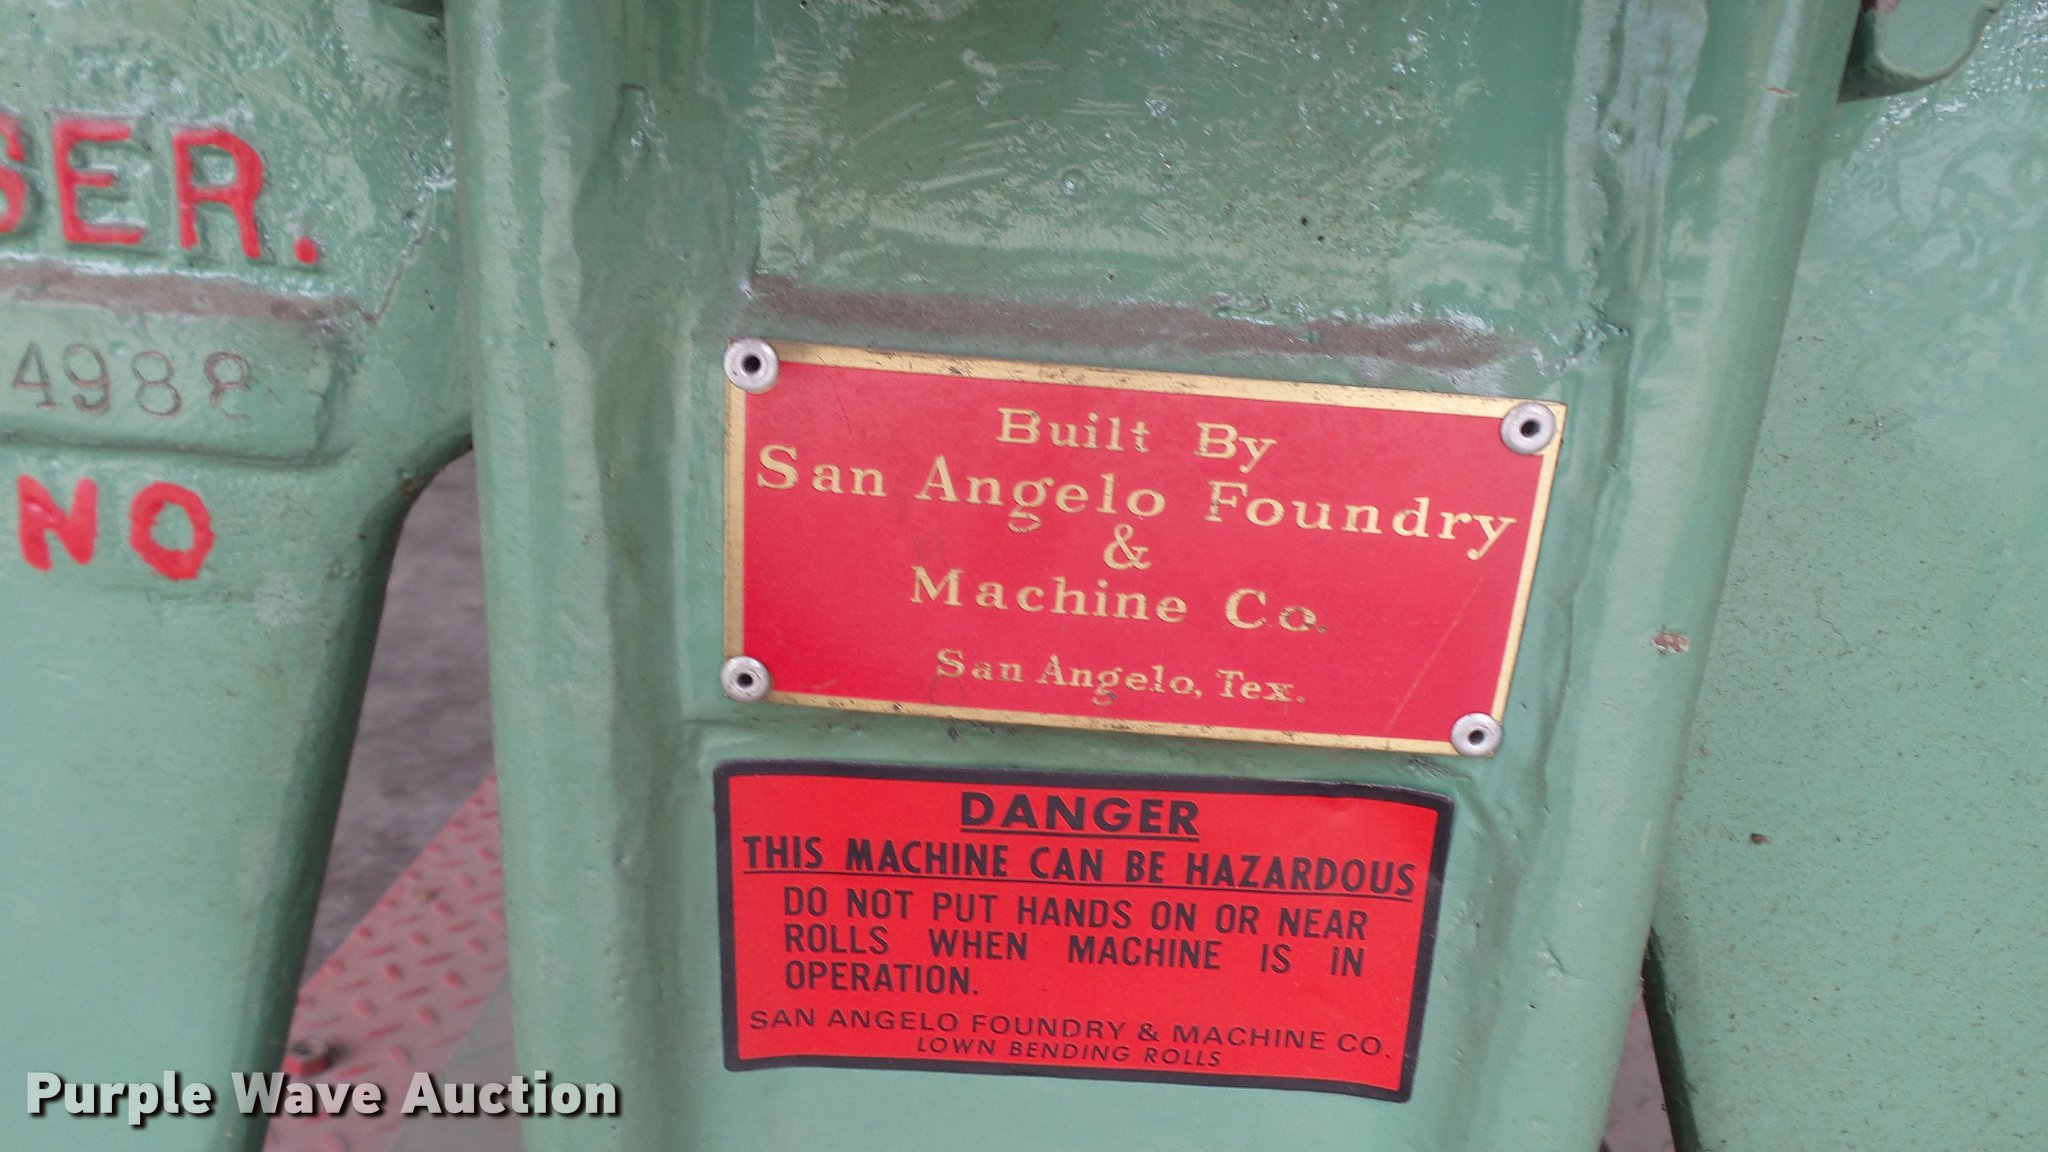 SER.
4988
NO
Built By
San Angelo Foundry
&
Machine Co.
San Angelo, Tex.
DANGER
THIS MACHINE CAN BE HAZARDOUS
DO NOT PUT HANDS ON OR NEAR
ROLLS WHEN MACHINE IS iN
OPERATION.
SAN ANGELO FOUNDRY & MACHINE CO.
LOWN BENDING ROLLS
Purple Wave Auction